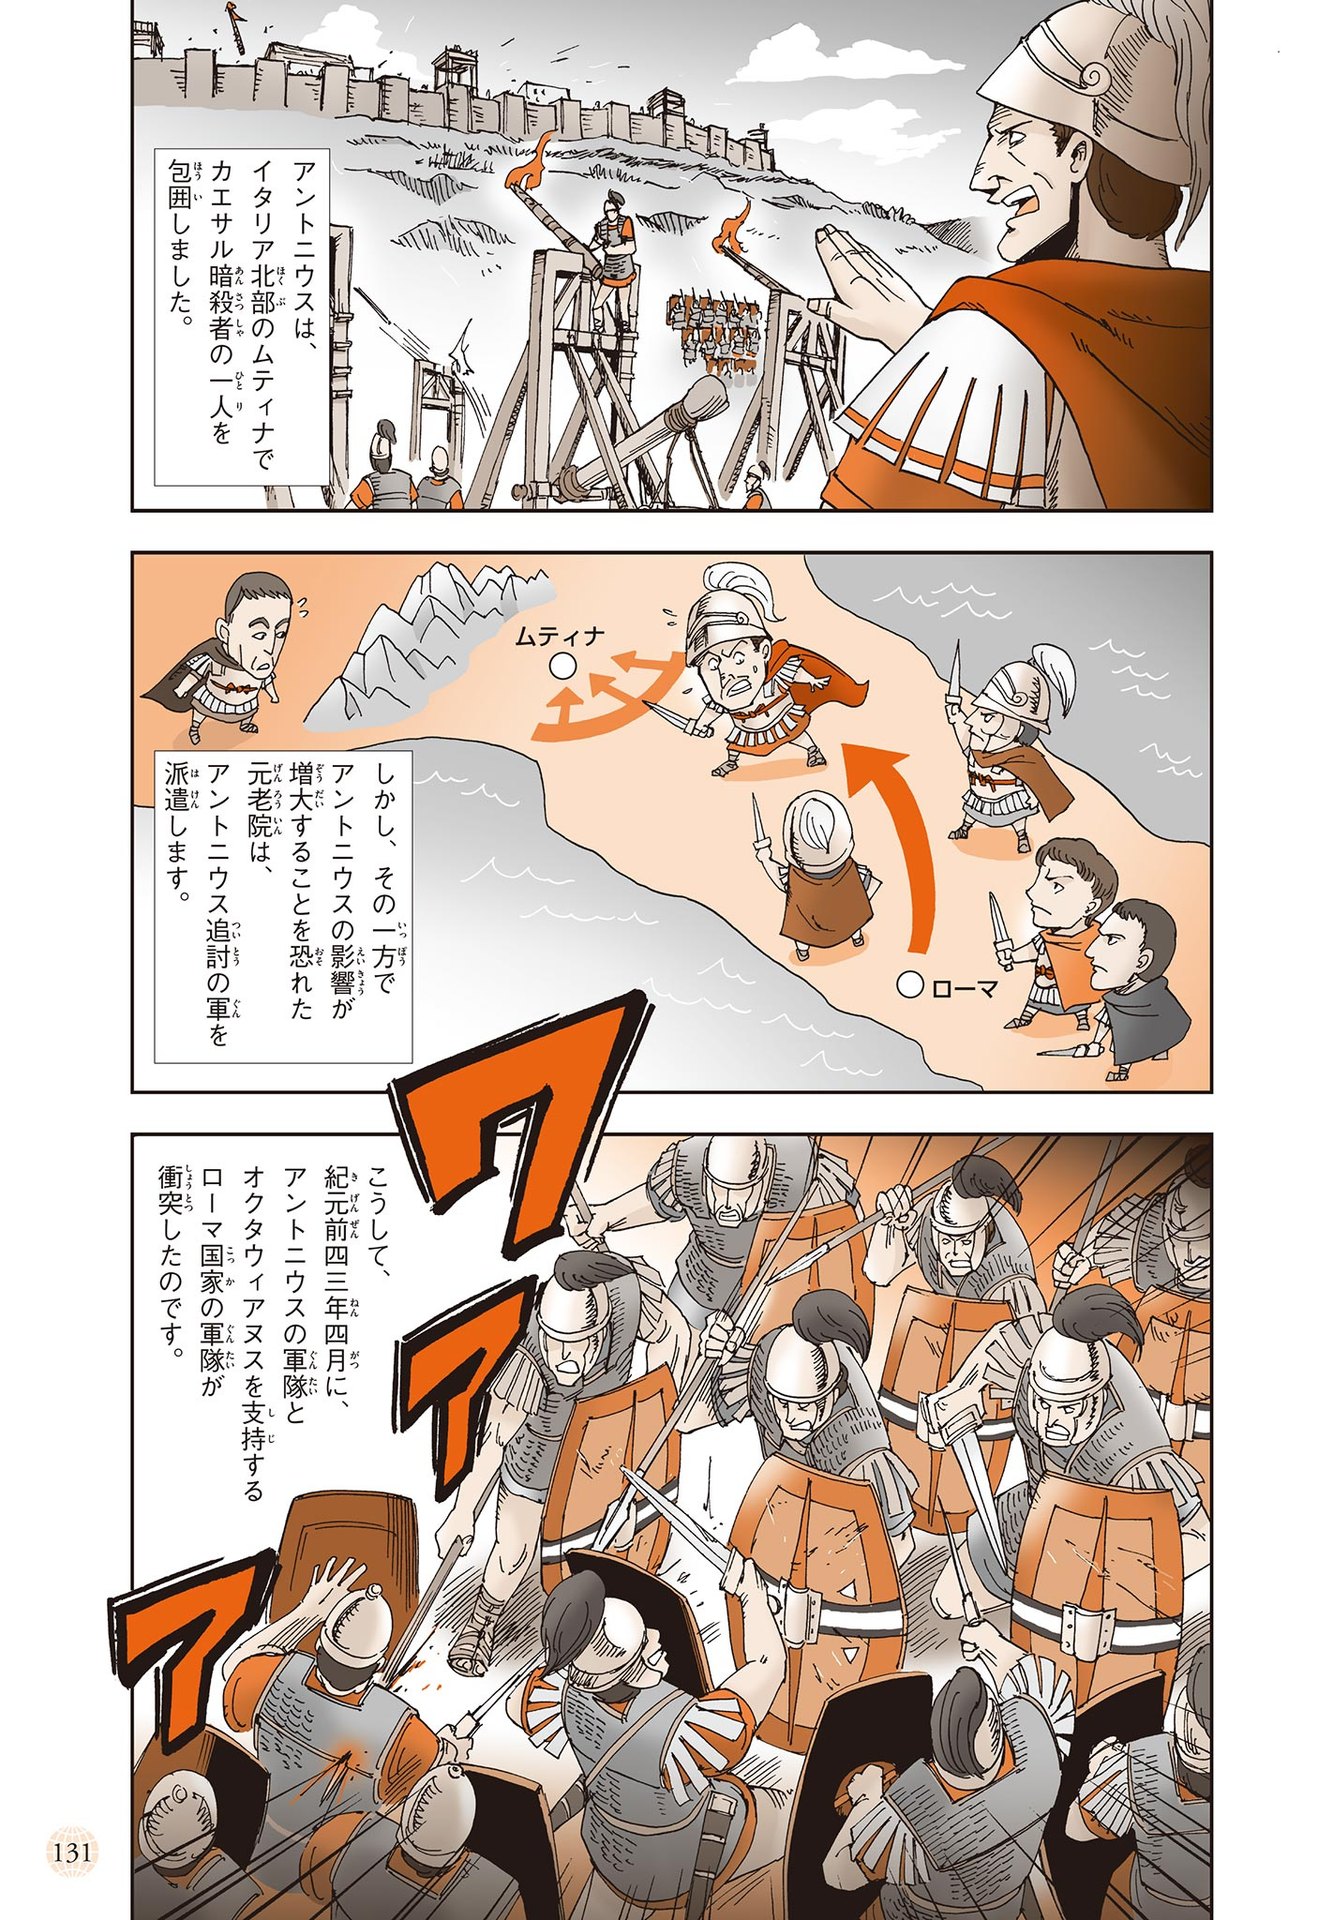 アントニウスは、
イタリア北部のムティナで
カエサル暗殺者の一人を
包囲しました。
ムティナ
ローマ
しかし、その一方で
アントニウスの影響が
増大することを恐れた
元老院は、
アントニウス追討の軍を
派遣します。
こうして、
紀元前四三年四月に、
アントニウスの軍隊と
オクタウィアヌスを支持する
ローマ国家の軍隊が
衝突したのです。
ワ
ァ
ァ
131